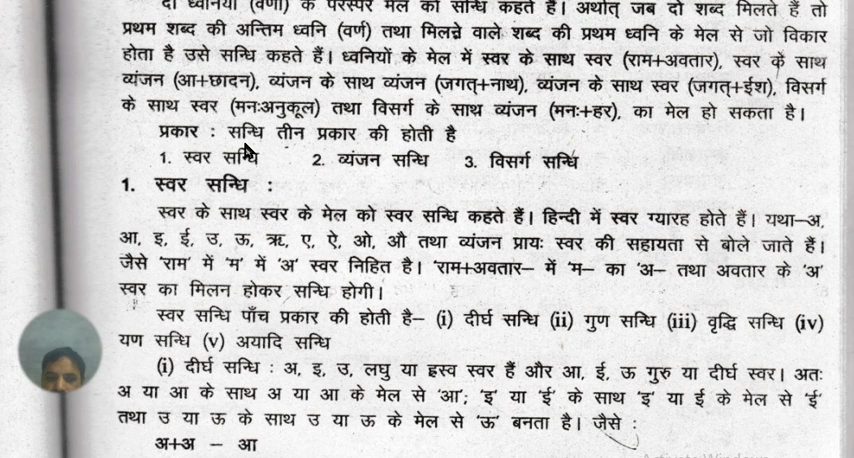 दो ध्वनियों (वर्णों) के परस्पर मेल को सन्धि कहते हैं। अर्थात् जब दो शब्द मिलते हैं तो
प्रथम शब्द की अन्तिम ध्वनि (वर्ण) तथा मिलने वाले शब्द की प्रथम ध्वनि के मेल से जो विकार
होता है उसे सन्धि कहते हैं। ध्वनियों के मेल में स्वर के साथ स्वर (राम+अवतार), स्वर के साथ
व्यंजन (आ+छादन), व्यंजन के साथ व्यंजन (जगत्+नाथ), व्यंजन के साथ स्वर (जगत्+ईश), विसर्ग
के साथ स्वर (मनःअनुकूल) तथा विसर्ग के साथ व्यंजन (मनः+हर), का मेल हो सकता है।
प्रकार : सन्धि तीन प्रकार की होती है
1. स्वर सन्धि 2. व्यंजन सन्धि 3. विसर्ग सन्धि
1. स्वर सन्धि :
स्वर के साथ स्वर के मेल को स्वर सन्धि कहते हैं। हिन्दी में स्वर ग्यारह होते हैं। यथा–अ,
आ, इ, ई, उ, ऊ, ऋ, ए, ऐ, ओ, औ तथा व्यंजन प्रायः स्वर की सहायता से बोले जाते हैं।
जैसे 'राम' में 'म' में 'अ' स्वर निहित है। 'राम+अवतार– में 'म– का 'अ– तथा अवतार के 'अ'
स्वर का मिलन होकर सन्धि होगी।
स्वर सन्धि पाँच प्रकार की होती है– (i) दीर्घ सन्धि (ii) गुण सन्धि (iii) वृद्धि सन्धि (iv)
यण सन्धि (v) अयादि सन्धि
(i) दीर्घ सन्धि : अ, इ, उ, लघु या ह्रस्व स्वर हैं और आ, ई, ऊ गुरु या दीर्घ स्वर। अतः
अ या आ के साथ अ या आ के मेल से 'आ'; 'इ' या 'ई' के साथ 'इ' या ई के मेल से 'ई'
तथा उ या ऊ के साथ उ या ऊ के मेल से 'ऊ' बनता है। जैसे :
अ+अ – आ